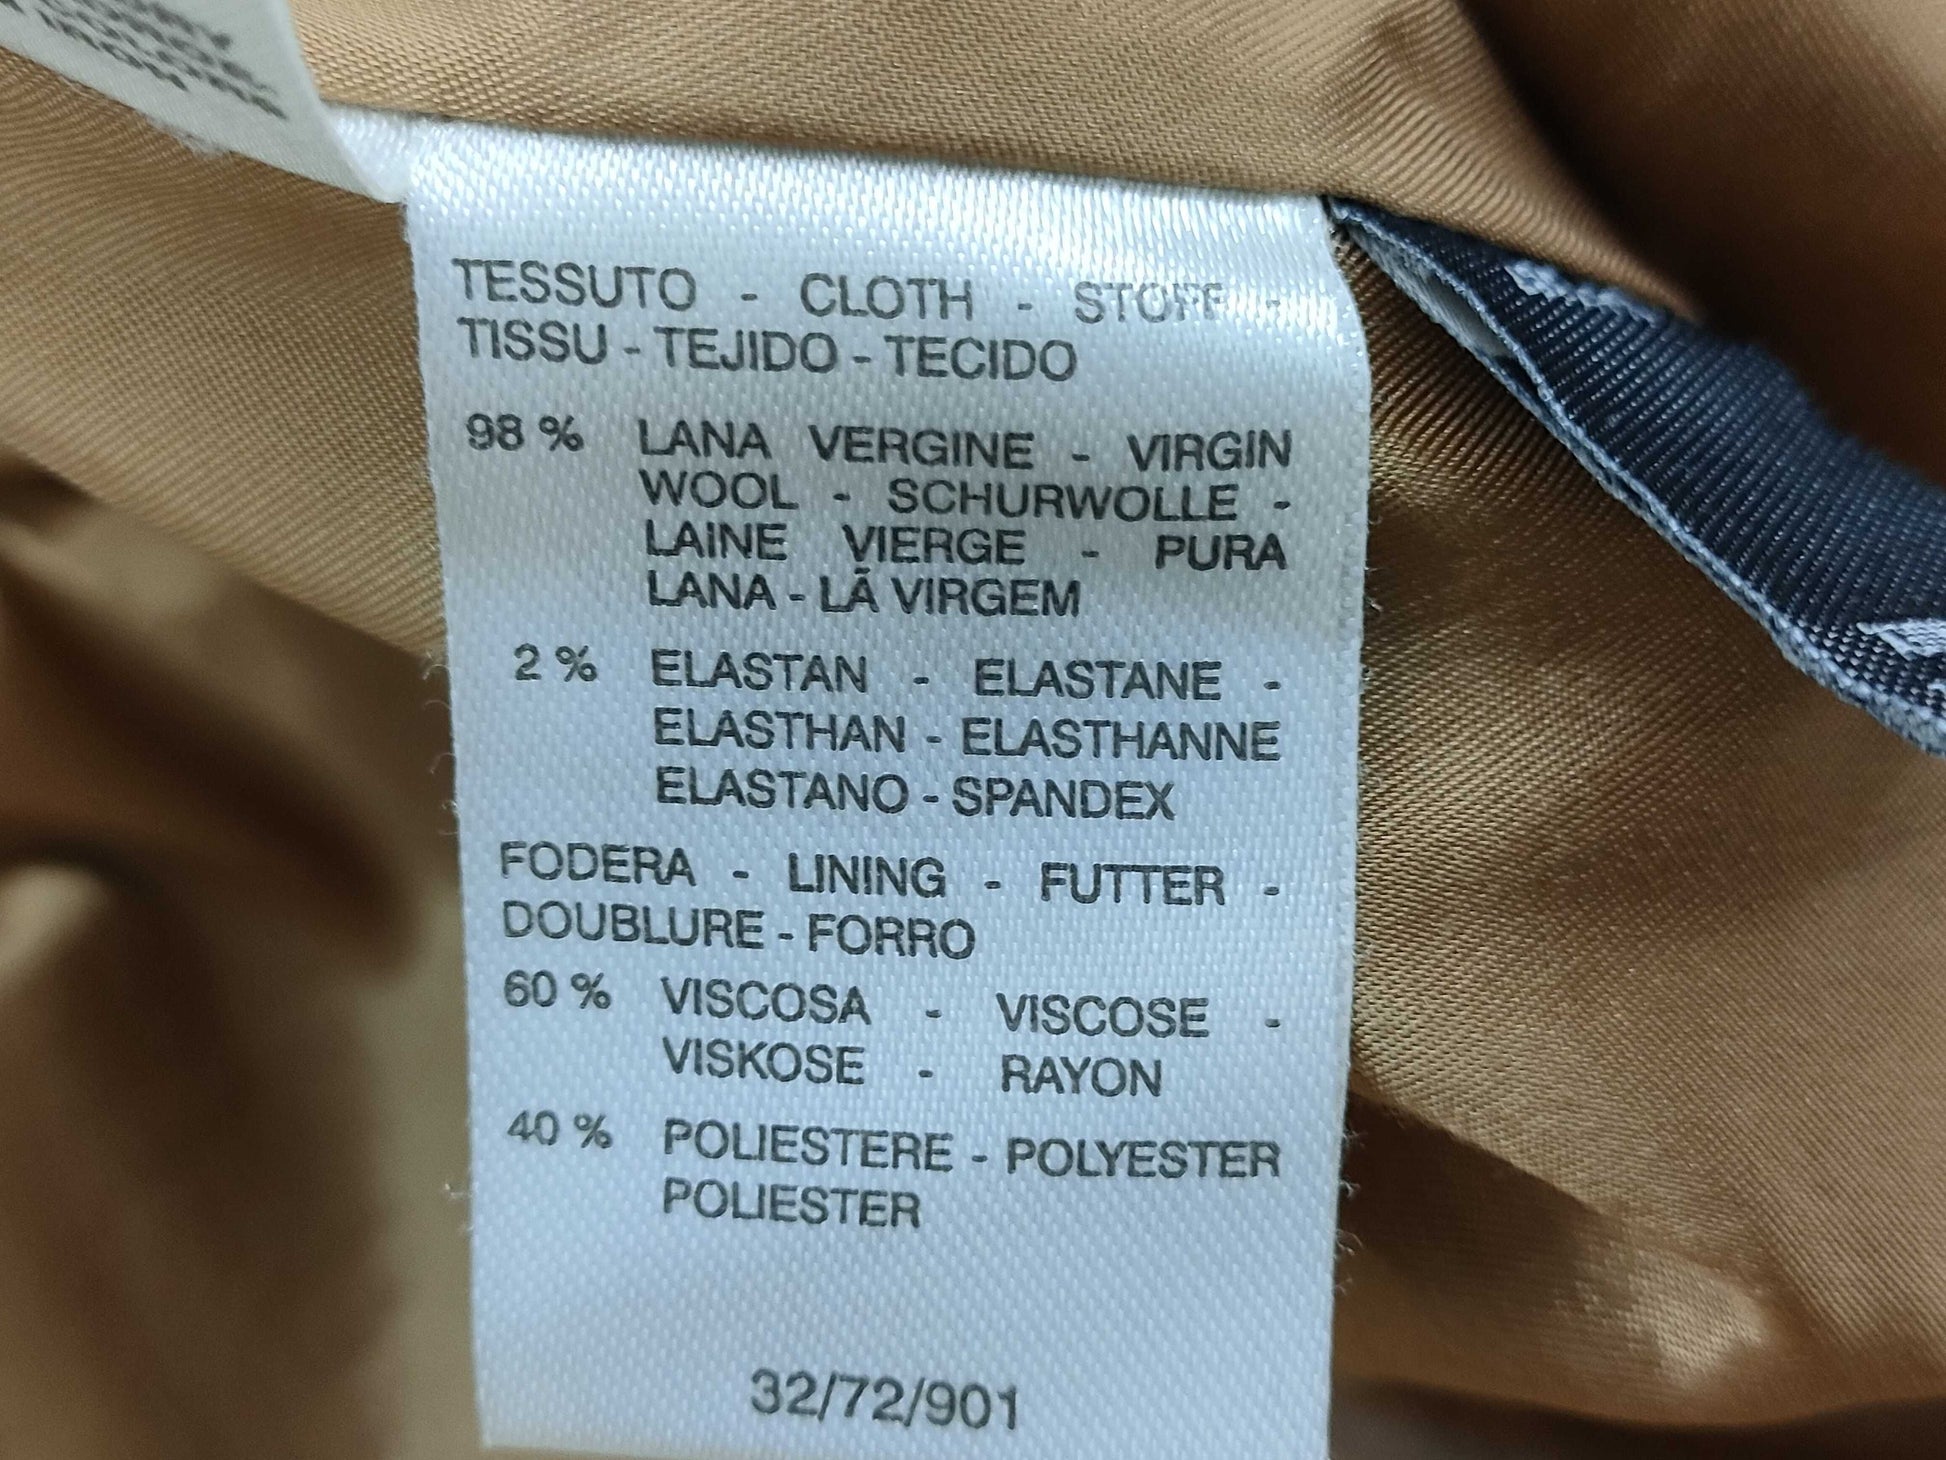 TESSUTO - CLOTH - STOFF -
TISSU - TEJIDO - TECIDO
98 % LANA VERGINE - VIRGIN
WOOL - SCHURWOLLE -
LAINE VIERGE - PURA
LANA - LÃ VIRGEM
2 % ELASTAN - ELASTANE -
ELASTHAN - ELASTHANNE
ELASTANO - SPANDEX
FODERA - LINING - FUTTER -
DOUBLURE - FORRO
60 % VISCOSA - VISCOSE -
VISKOSE - RAYON
40 % POLIESTERE - POLYESTER
POLIESTER
32/72/901